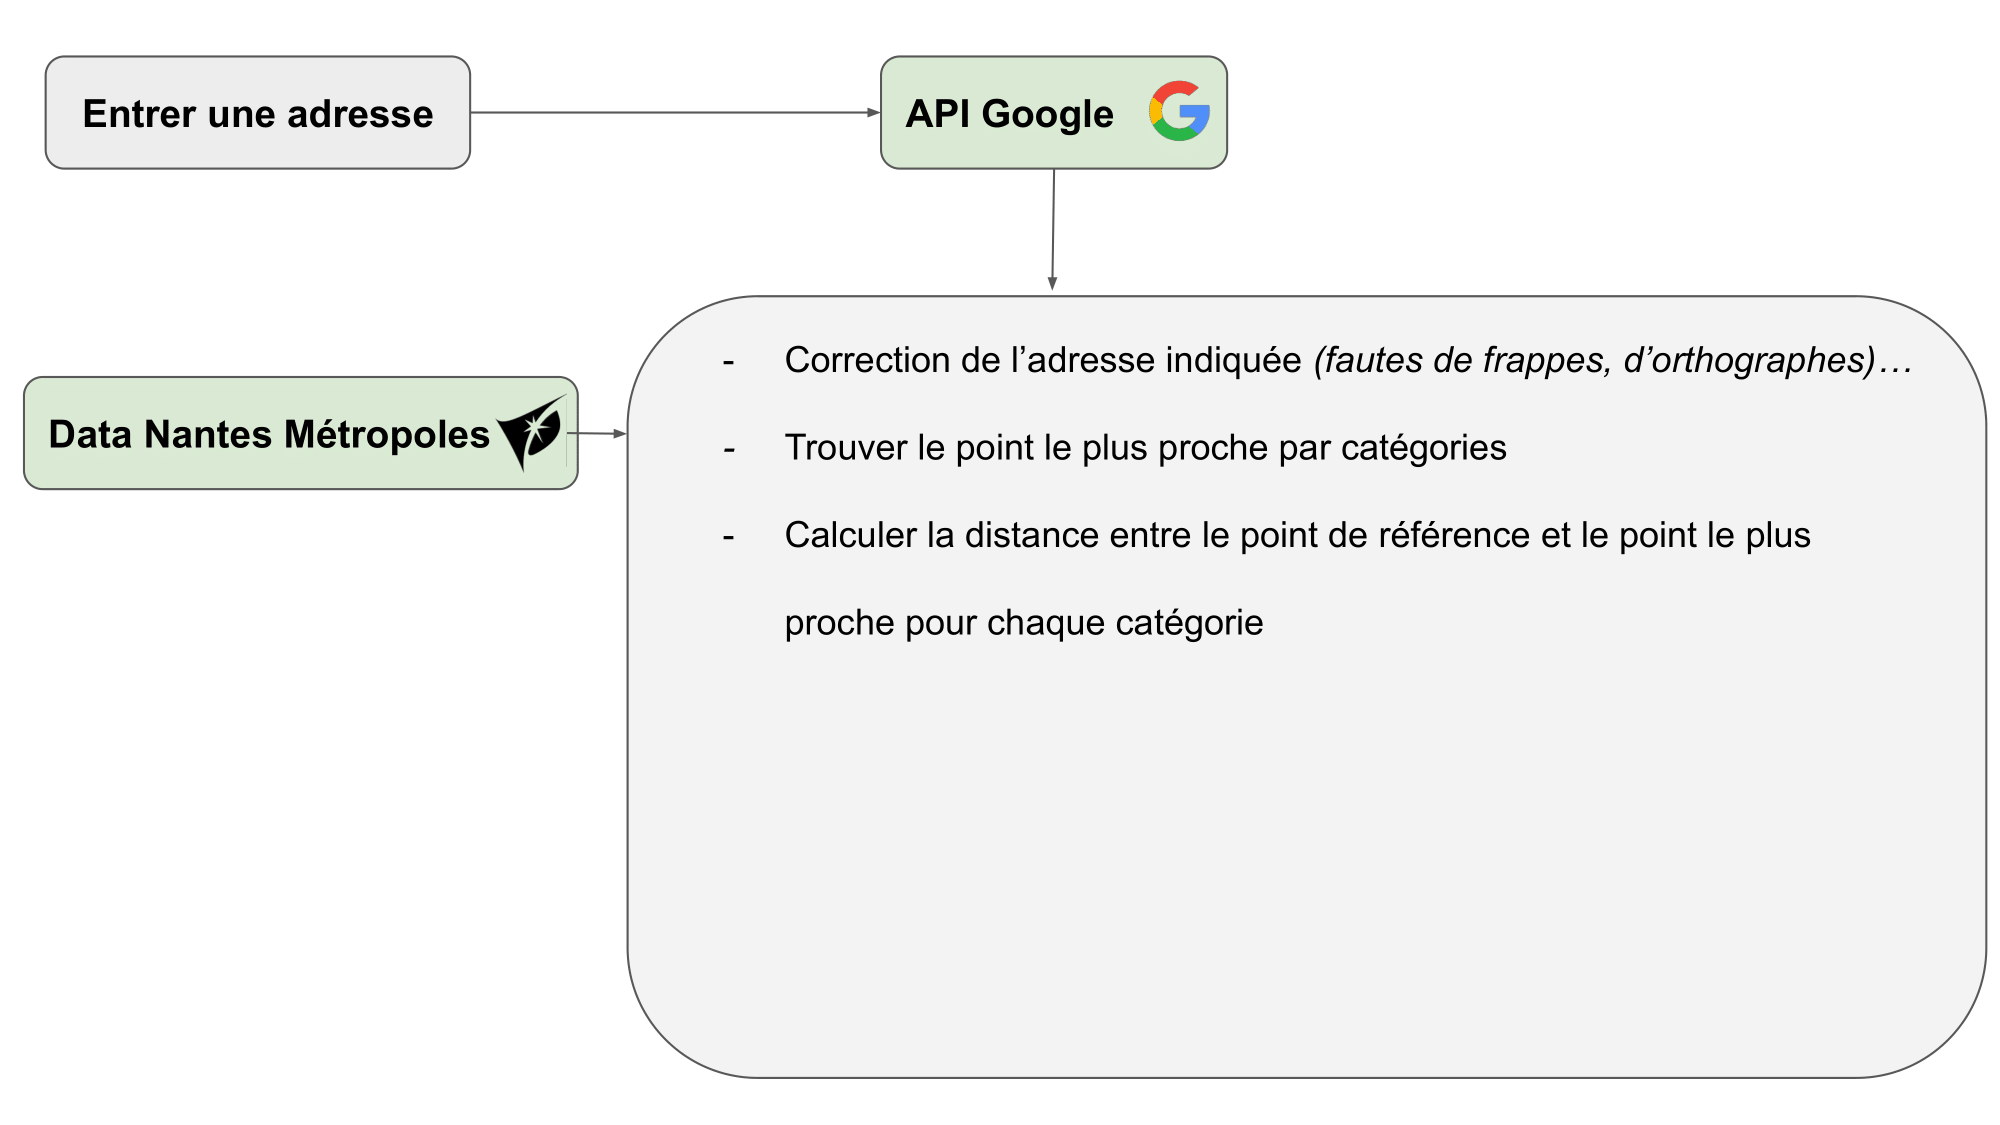 Entrer une adresse
API Google
Data Nantes Métropoles
- Correction de l’adresse indiquée (fautes de frappes, d’orthographes)…
- Trouver le point le plus proche par catégories
- Calculer la distance entre le point de référence et le point le plus
proche pour chaque catégorie